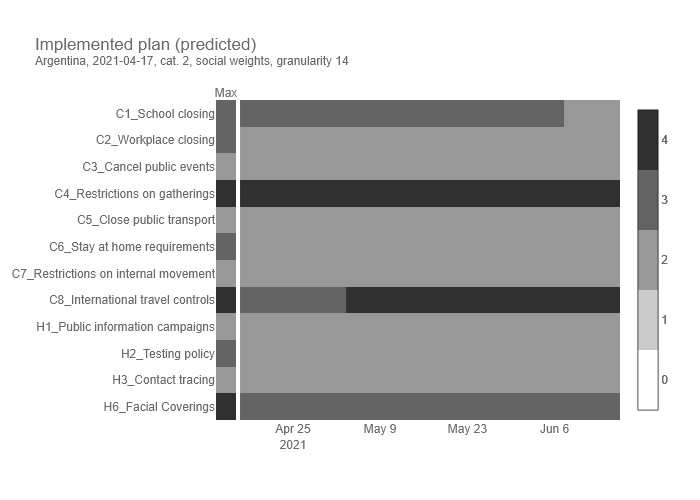 Implemented plan (predicted)
Argentina, 2021-04-17, cat. 2, social weights, granularity 14
Max
C1_School closing
C2_Workplace closing
C3_Cancel public events
C4_Restrictions on gatherings
C5_Close public transport
C6_Stay at home requirements
C7_Restrictions on internal movement
C8_International travel controls
H1_Public information campaigns
H2_Testing policy
H3_Contact tracing
H6_Facial Coverings
4
3
2
1
0
Apr 25 May 9 May 23 Jun 6
2021